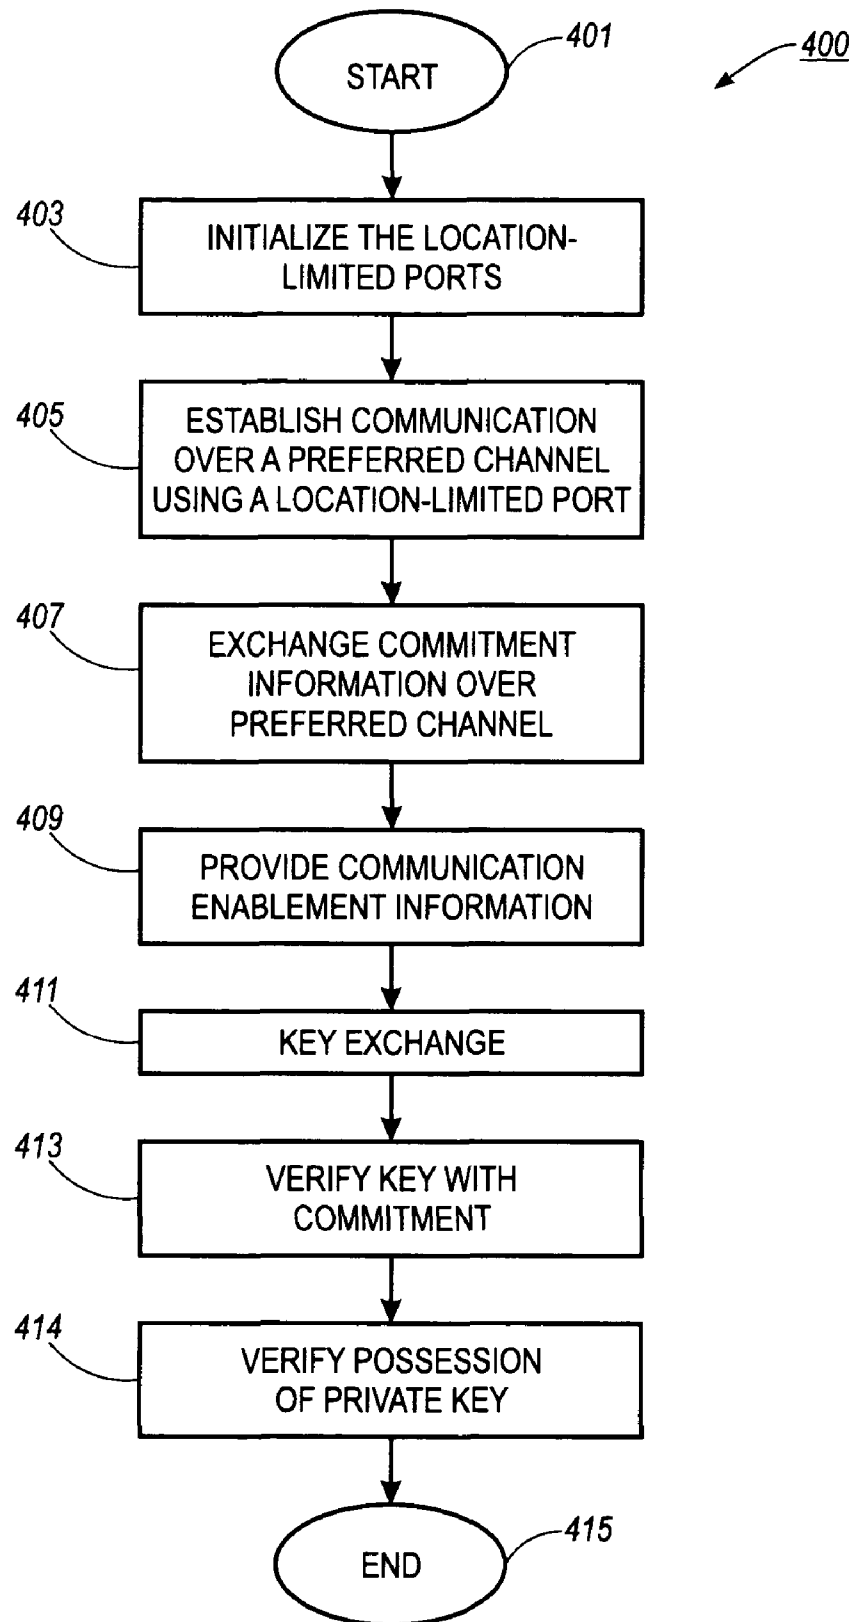 401
400
START
403
INITIALIZE THE LOCATION-
LIMITED PORTS
405
ESTABLISH COMMUNICATION
OVER A PREFERRED CHANNEL
USING A LOCATION-LIMITED PORT
407
EXCHANGE COMMITMENT
INFORMATION OVER
PREFERRED CHANNEL
409
PROVIDE COMMUNICATION
ENABLEMENT INFORMATION
411
KEY EXCHANGE
413
VERIFY KEY WITH
COMMITMENT
414
VERIFY POSSESSION
OF PRIVATE KEY
415
END